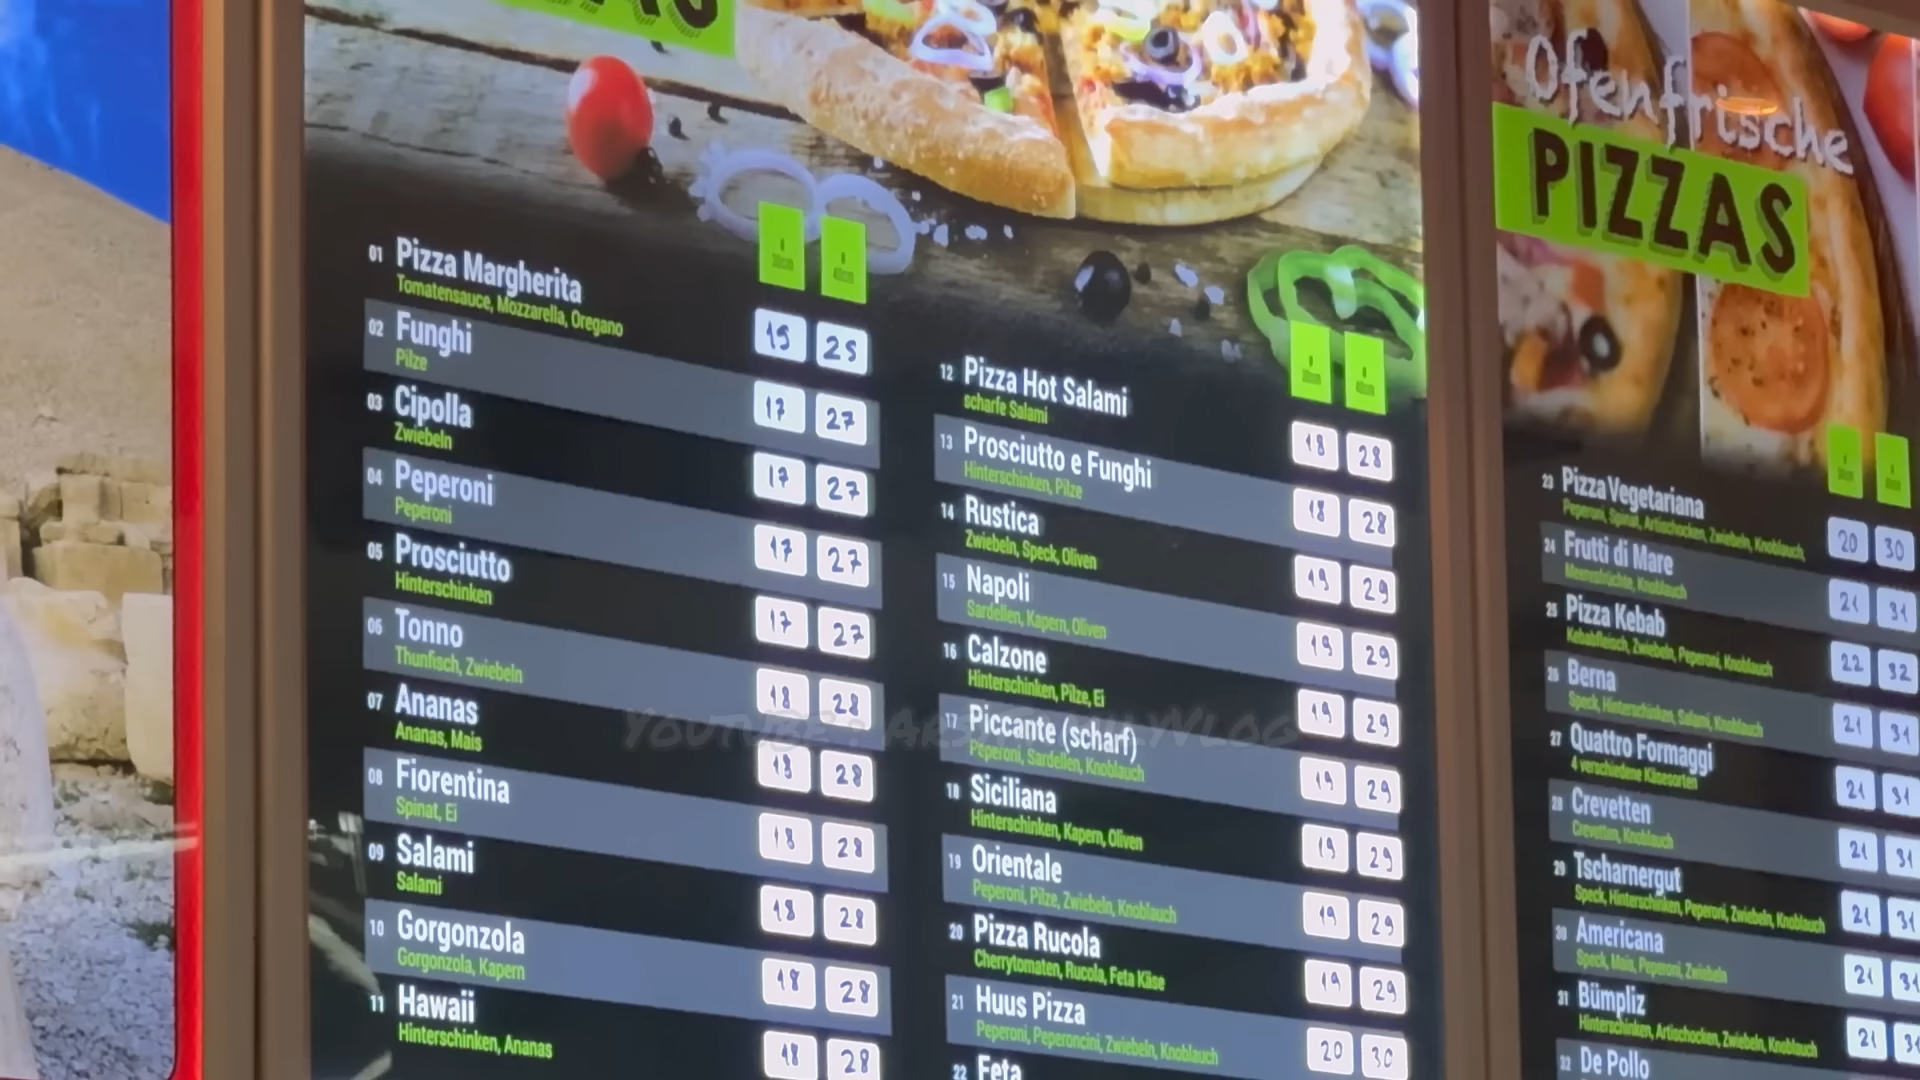 01 Pizza Margherita 15 25
Tomatensauce, Mozzarella, Oregano
02 Funghi 17 27
Pilze
03 Cipolla 17 27
Zwiebeln
04 Peperoni 17 27
Peperoni
05 Prosciutto 17 27
Hinterschinken
06 Tonno 18 28
Thunfisch, Zwiebeln
07 Ananas 18 28
Ananas, Mais
08 Fiorentina 18 28
Spinat, Ei
09 Salami 18 28
Salami
10 Gorgonzola 18 28
Gorgonzola, Kapern
11 Hawaii 18 28
Hinterschinken, Ananas
12 Pizza Hot Salami 18 28
scharfe Salami
13 Prosciutto e Funghi 18 28
Hinterschinken, Pilze
14 Rustica 19 29
Zwiebeln, Speck, Oliven
15 Napoli 19 29
Sardellen, Kapern, Oliven
16 Calzone 19 29
Hinterschinken, Pilze, Ei
17 Piccante (scharf) 19 29
Peperoni, Sardellen, Knoblauch
18 Siciliana 19 29
Hinterschinken, Kapern, Oliven
19 Orientale 19 29
Peperoni, Pilze, Zwiebeln, Knoblauch
20 Pizza Rucola 19 29
Cherrytomaten, Rucola, Feta Käse
21 Huus Pizza 20 30
Peperoni, Peperoncini, Zwiebeln, Knoblauch
22 Feta
Ofenfrische
PIZZAS
23 Pizza Vegetariana 20 30
Peperoni, Spinat, Artischocken, Zwiebeln, Knoblauch,
24 Frutti di Mare 21 31
Meeresfrüchte, Knoblauch
25 Pizza Kebab 22 32
Kebabfleisch, Zwiebeln, Peperoni, Knoblauch
26 Berna 21 31
Speck, Hinterschinken, Salami, Knoblauch
27 Quattro Formaggi 21 31
4 verschiedene Käsesorten
28 Crevetten 21 31
Crevetten, Knoblauch
29 Tscharnergut 21 31
Speck, Hinterschinken, Peperoni, Zwiebeln, Knoblauch
30 Americana 21 31
Speck, Mais, Peperoni, Zwiebeln
31 Bümpliz 21 31
Hinterschinken, Artischocken, Zwiebeln, Knoblauch
32 De Pollo